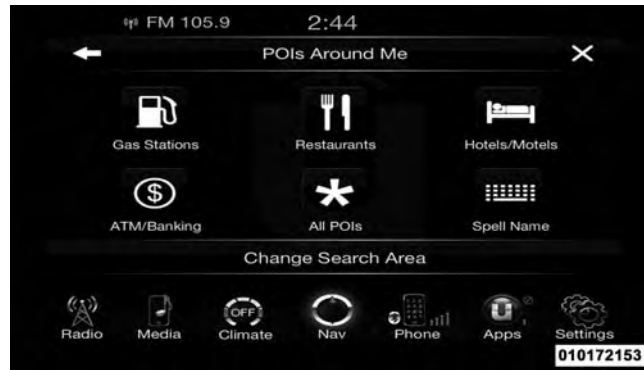 FM 105.9 2:44
POIs Around Me
Gas Stations Restaurants Hotels/Motels
ATM/Banking All POIs Spell Name
Change Search Area
OFF
Radio Media Climate Nav Phone Apps Settings
010172153